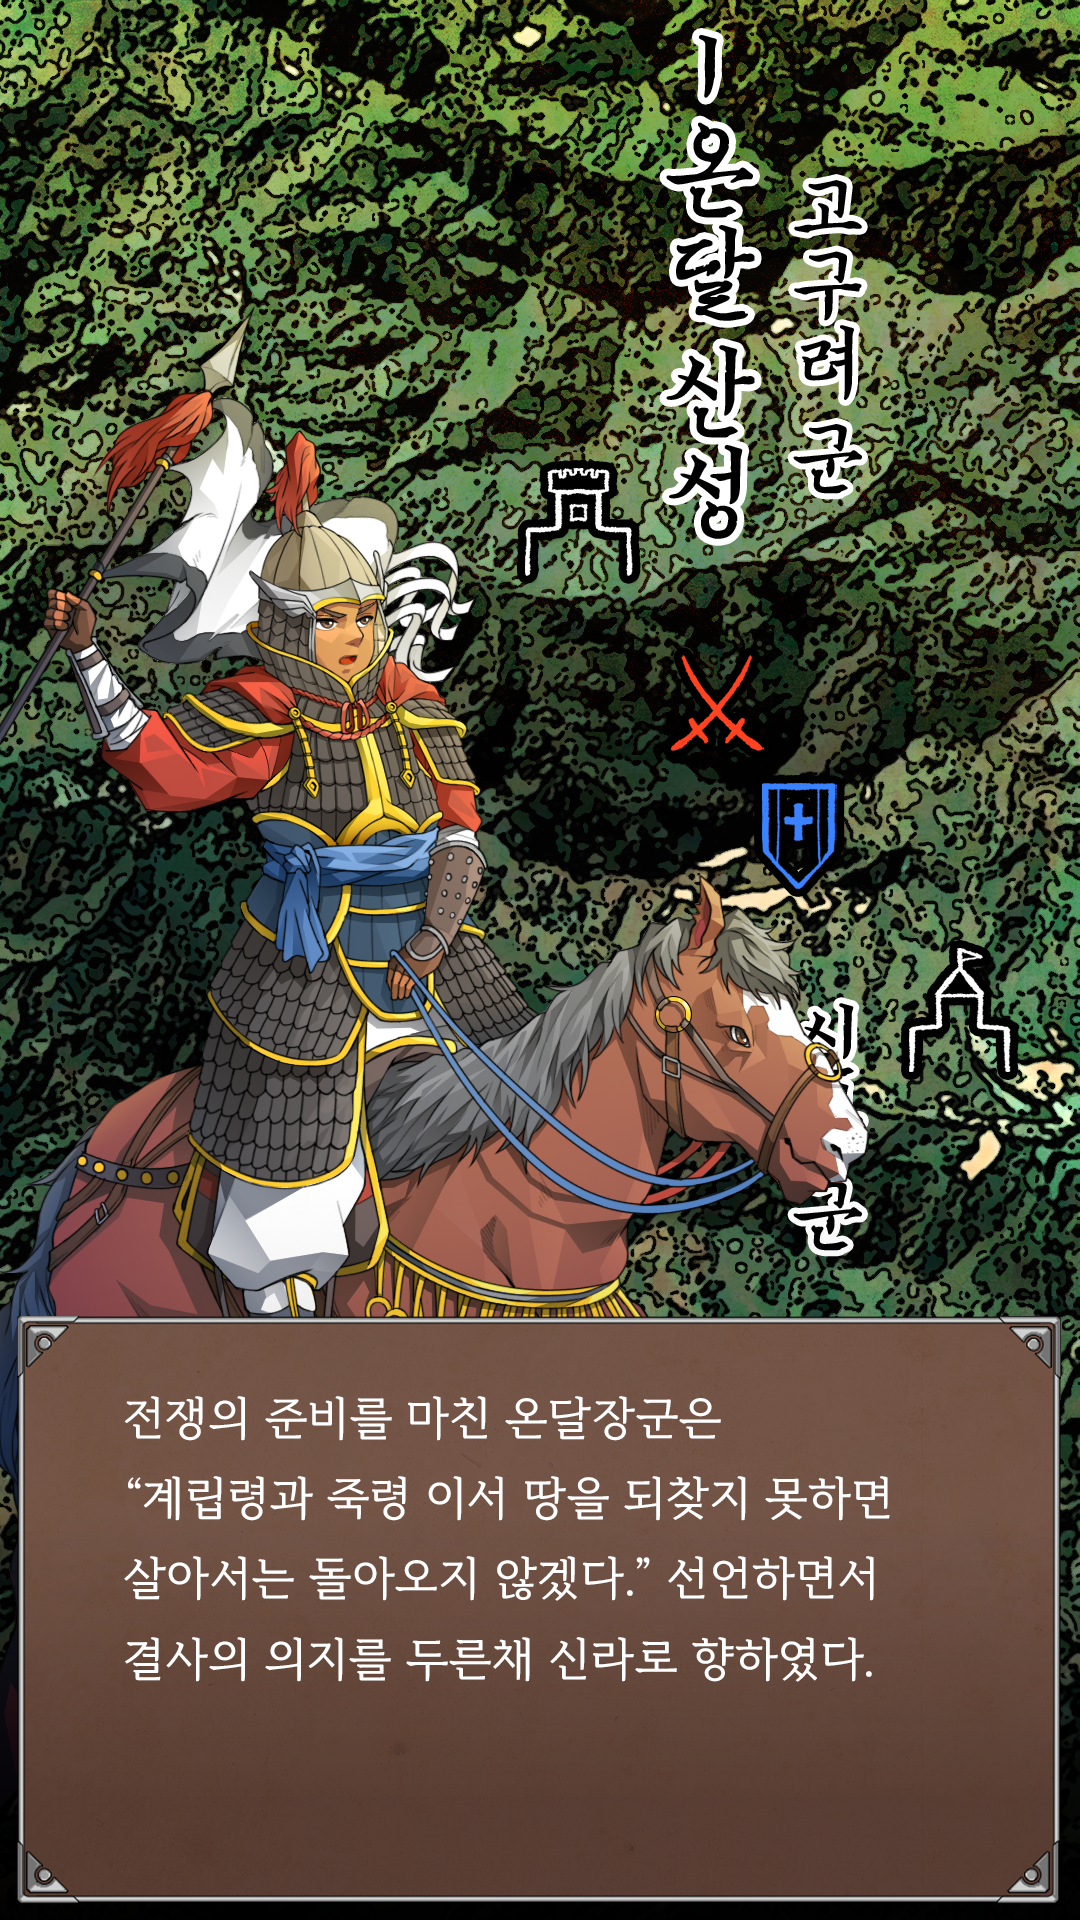 온달산성
고구려군
군
전쟁의 준비를 마친 온달장군은
“계립령과 죽령 이서 땅을 되찾지 못하면
살아서는 돌아오지 않겠다.” 선언하면서
결사의 의지를 두른채 신라로 향하였다.